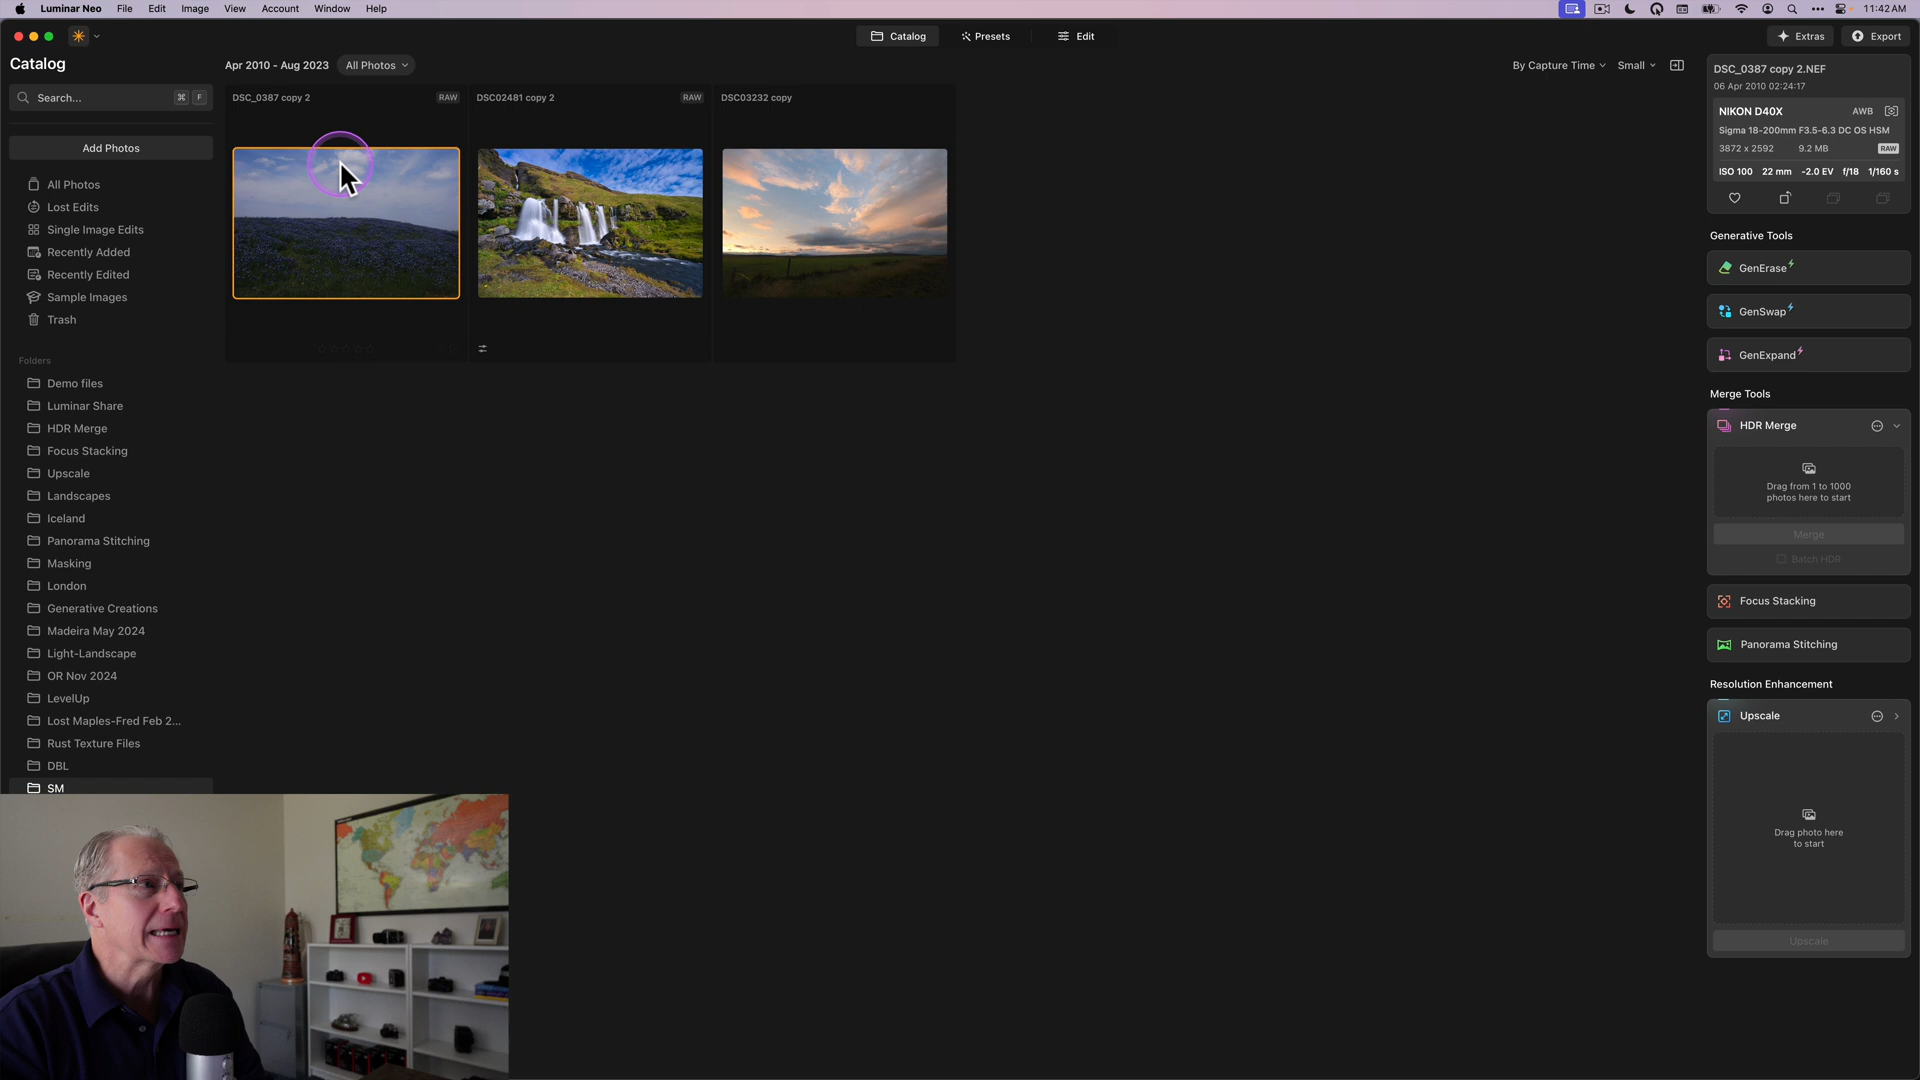 Luminar Neo File Edit Image View Account Window Help 11:42 AM
Catalog Presets Edit Extras Export
Catalog
Apr 2010 - Aug 2023 All Photos By Capture Time Small
Search... ⌘ F
Add Photos
All Photos
Lost Edits
Single Image Edits
Recently Added
Recently Edited
Sample Images
Trash
Folders
Demo files
Luminar Share
HDR Merge
Focus Stacking
Upscale
Landscapes
Iceland
Panorama Stitching
Masking
London
Generative Creations
Madeira May 2024
Light-Landscape
OR Nov 2024
LevelUp
Lost Maples-Fred Feb 2...
Rust Texture Files
DBL
SM
DSC_0387 copy 2 RAW
DSC02481 copy 2 RAW
DSC03232 copy
DSC_0387 copy 2.NEF
06 Apr 2010 02:24:17
NIKON D40X AWB
Sigma 18-200mm F3.5-6.3 DC OS HSM
3872 x 2592 9.2 MB RAW
ISO 100 22 mm -2.0 EV f/18 1/160 s
Generative Tools
GenErase
GenSwap
GenExpand
Merge Tools
HDR Merge
Drag from 1 to 1000
photos here to start
Merge
Batch HDR
Focus Stacking
Panorama Stitching
Resolution Enhancement
Upscale
Drag photo here
to start
Upscale